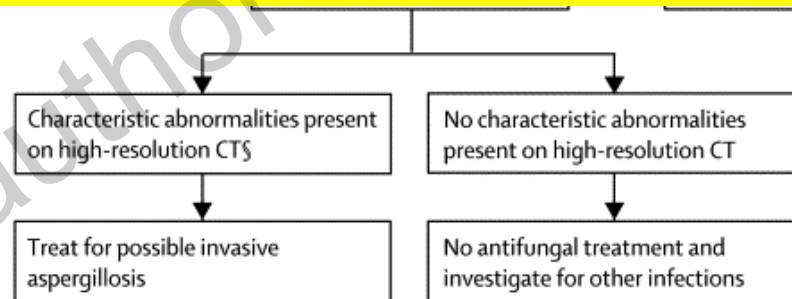 Characteristic abnormalities present
on high-resolution CT§
No characteristic abnormalities
present on high-resolution CT
Treat for possible invasive
aspergillosis
No antifungal treatment and
investigate for other infections
author